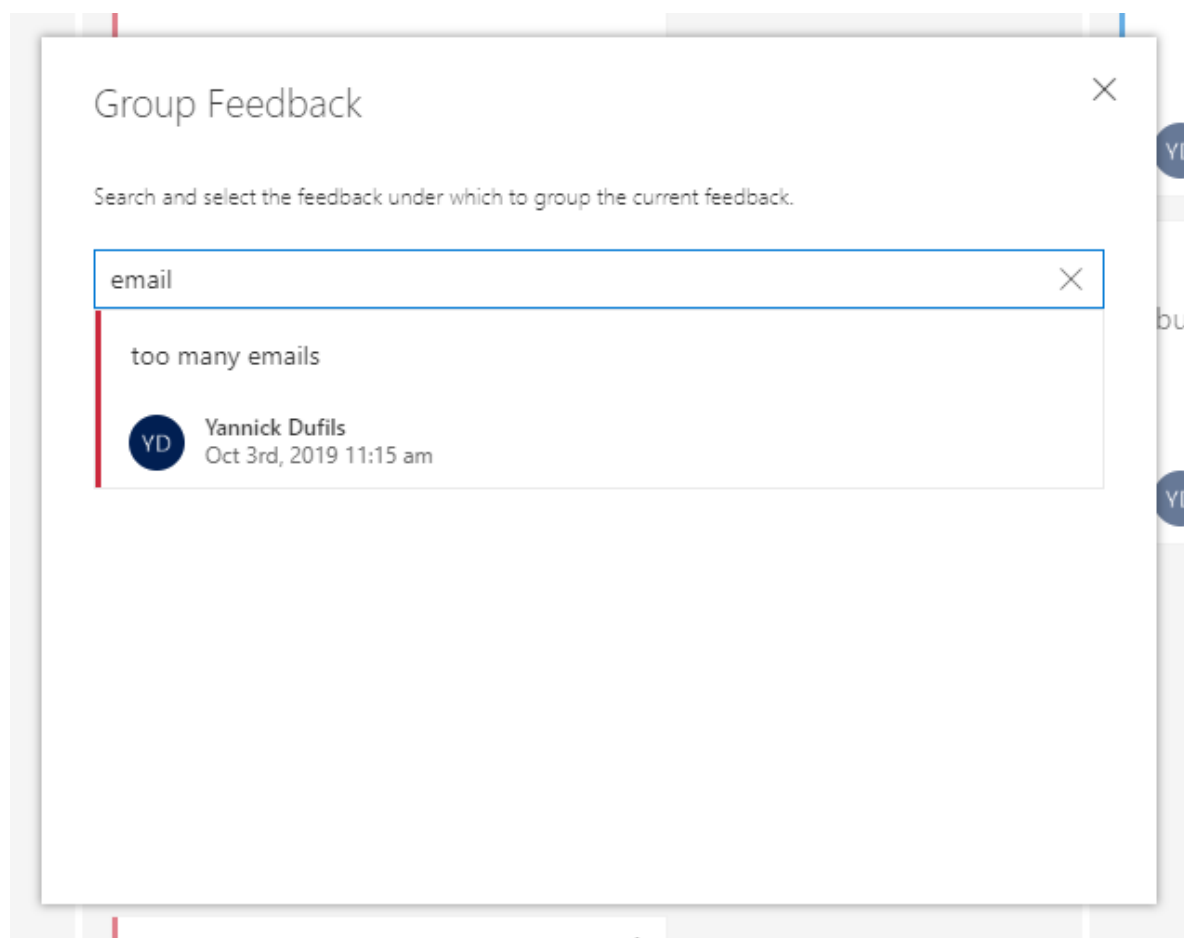 Group Feedback
Search and select the feedback under which to group the current feedback.
email
too many emails
YD
Yannick Dufils
Oct 3rd, 2019 11:15 am